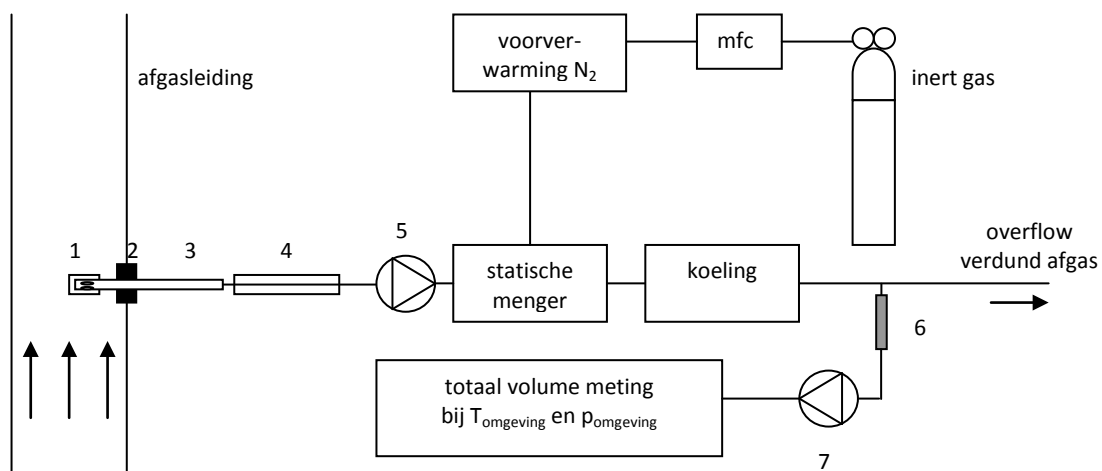 voorver-
warming N₂
mfc
afgasleiding
inert gas
1
2
3
4
5
statische
menger
koeling
overflow
verdund afgas
6
totaal volume meting
bij Tomgeving en pomgeving
7